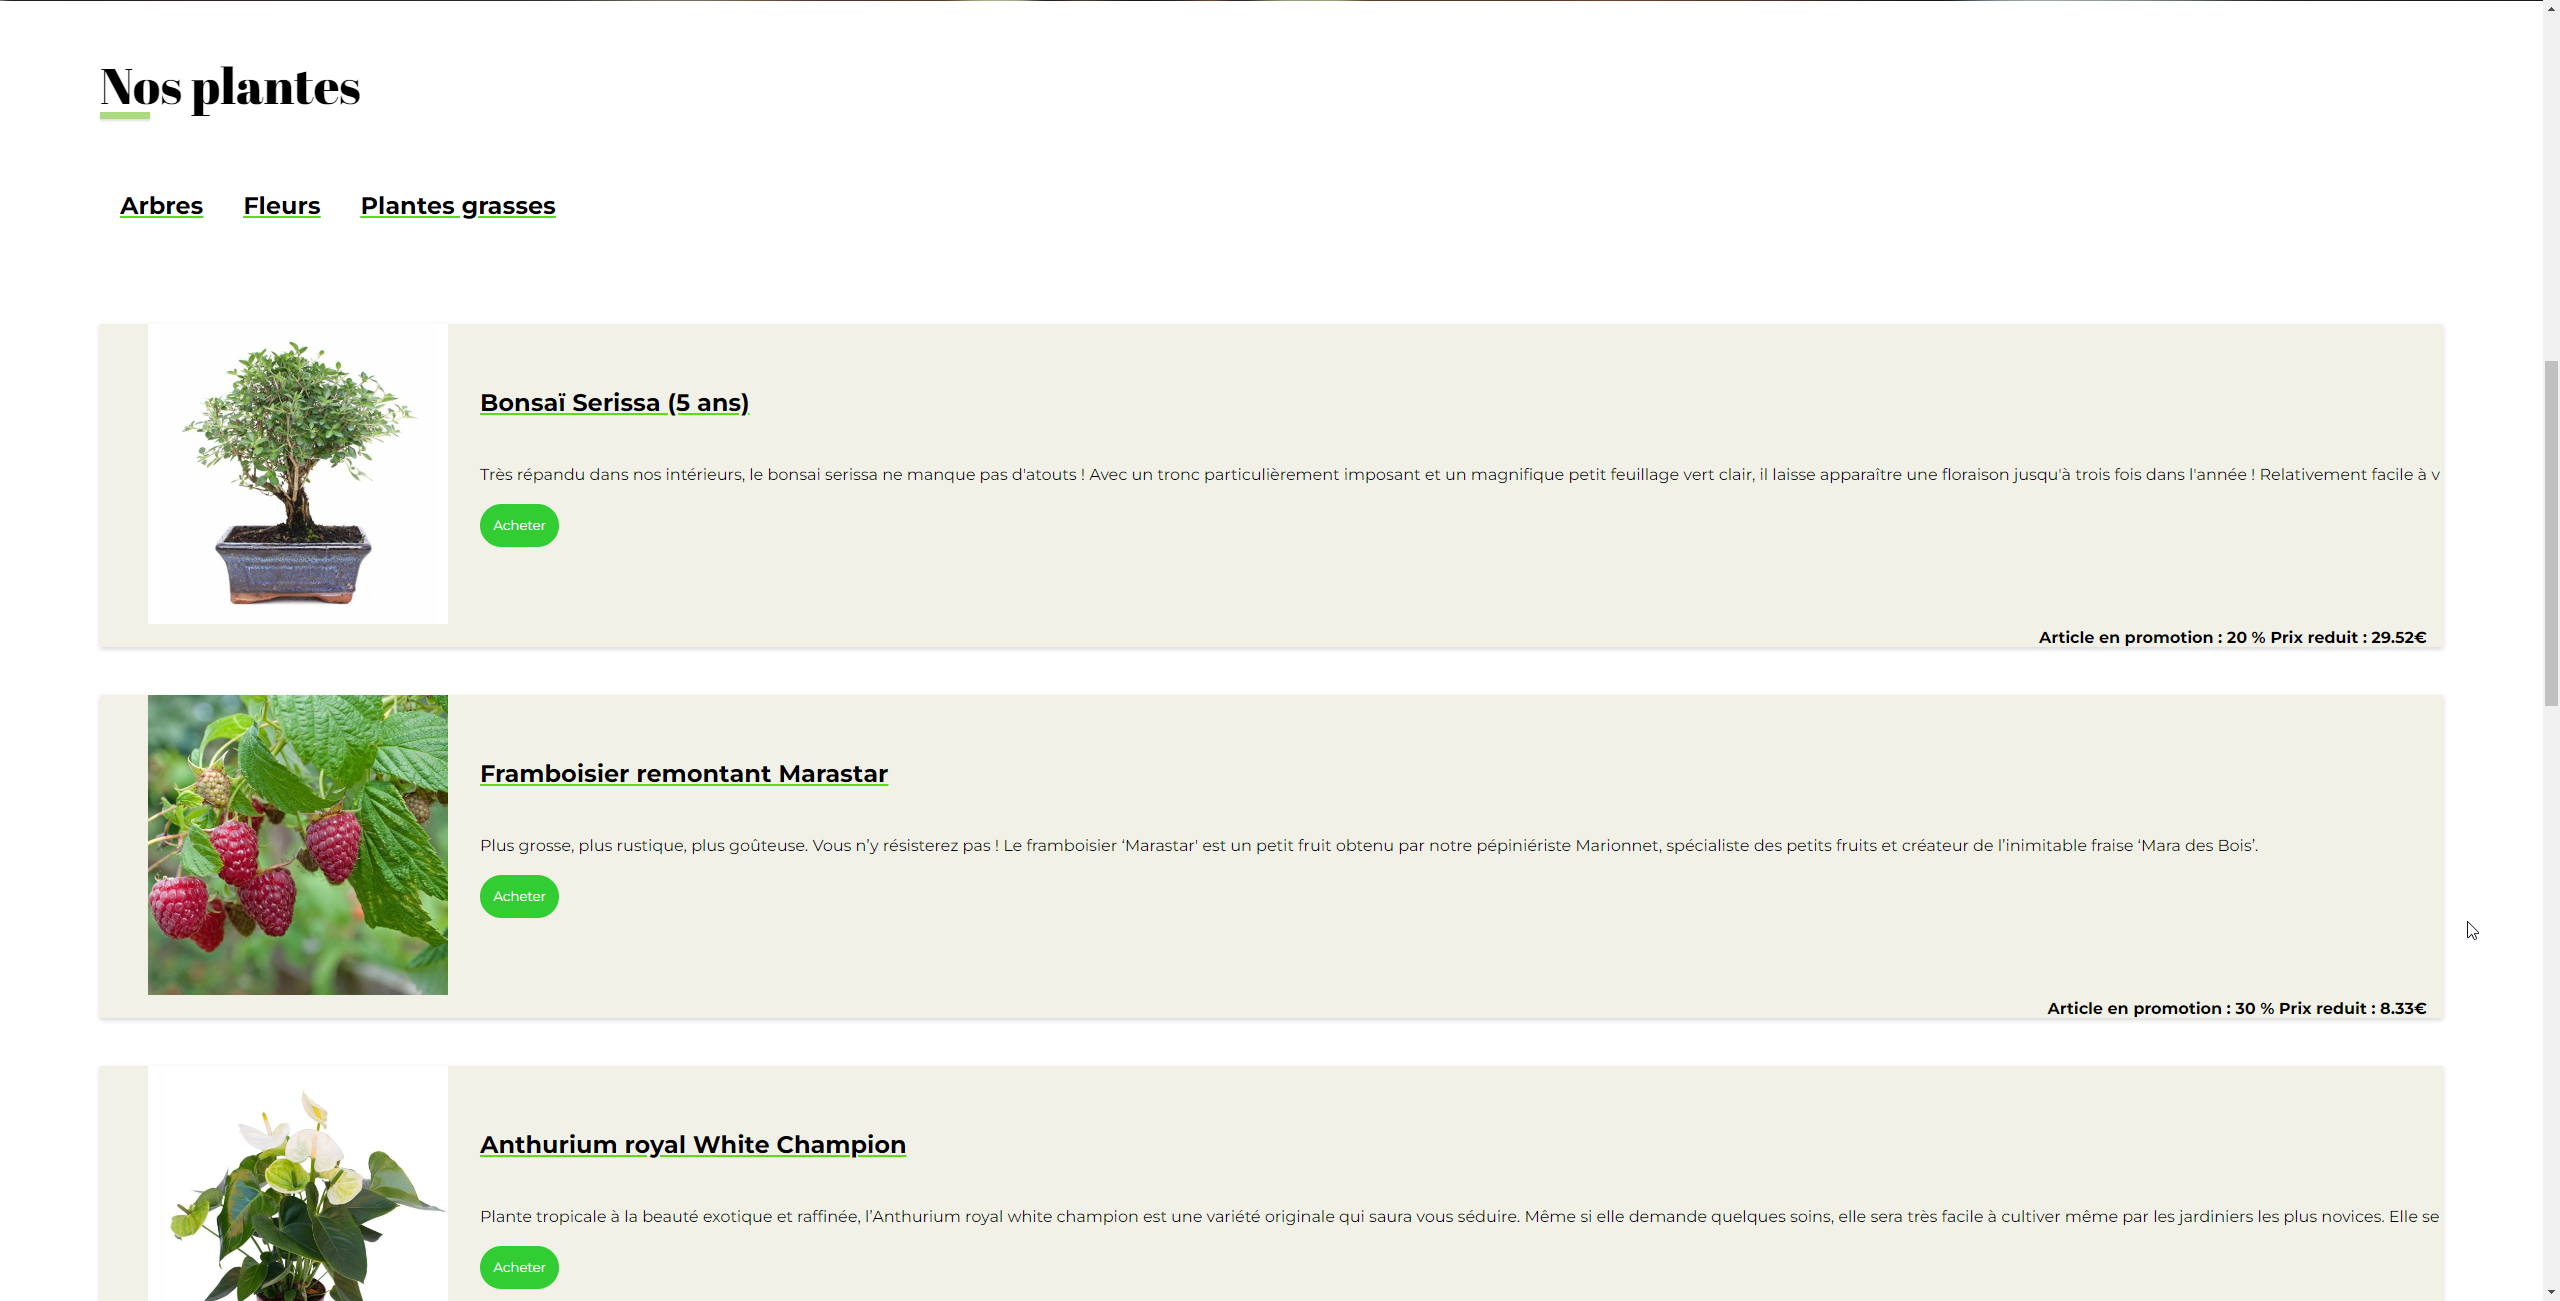 Nos plantes
Arbres Fleurs Plantes grasses
Bonsaï Serissa (5 ans)
Très répandu dans nos intérieurs, le bonsai serissa ne manque pas d'atouts ! Avec un tronc particulièrement imposant et un magnifique petit feuillage vert clair, il laisse apparaître une floraison jusqu'à trois fois dans l'année ! Relativement facile à v
Acheter
Article en promotion : 20 % Prix reduit : 29.52€
Framboisier remontant Marastar
Plus grosse, plus rustique, plus goûteuse. Vous n’y résisterez pas ! Le framboisier ‘Marastar' est un petit fruit obtenu par notre pépiniériste Marionnet, spécialiste des petits fruits et créateur de l’inimitable fraise ‘Mara des Bois’.
Acheter
Article en promotion : 30 % Prix reduit : 8.33€
Anthurium royal White Champion
Plante tropicale à la beauté exotique et raffinée, l’Anthurium royal white champion est une variété originale qui saura vous séduire. Même si elle demande quelques soins, elle sera très facile à cultiver même par les jardiniers les plus novices. Elle se
Acheter